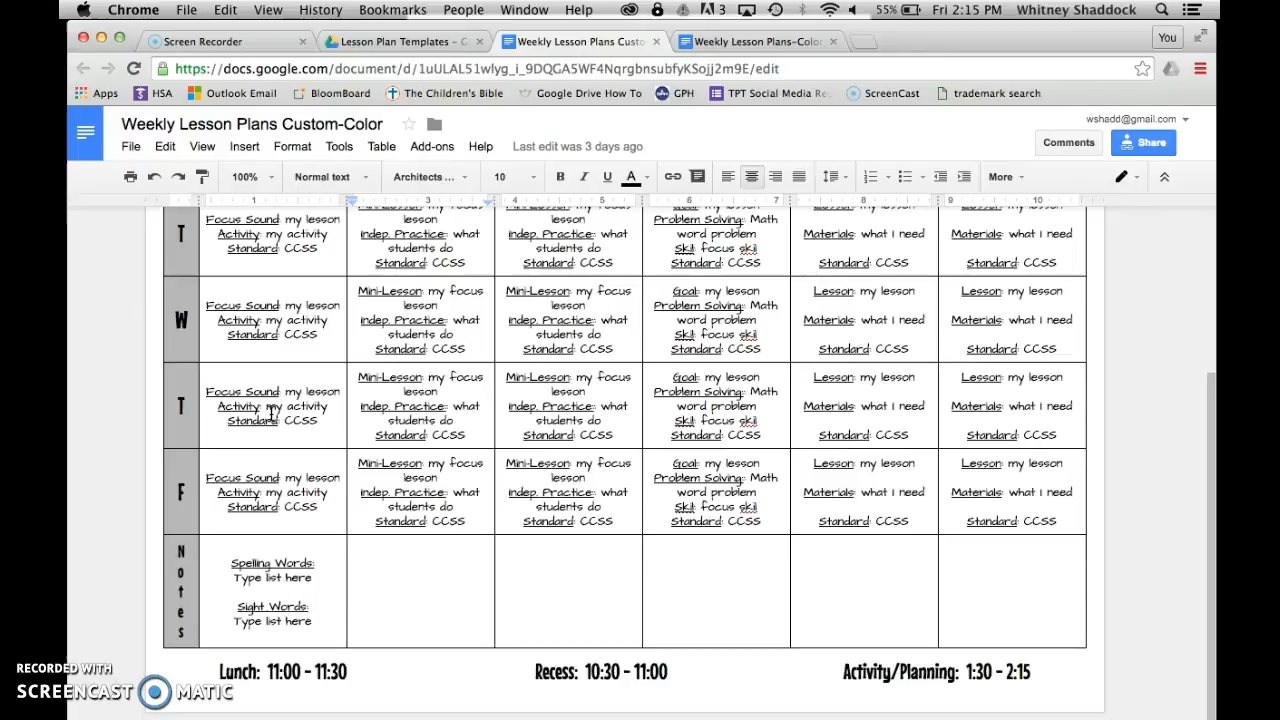 Chrome File Edit View History Bookmarks People Window Help 3 55% Fri 2:15 PM Whitney Shaddock
Screen Recorder Lesson Plan Templates – G Weekly Lesson Plans Custo Weekly Lesson Plans–Color You
https://docs.google.com/document/d/1uULAL51wlyg_i_9DQGA5WF4NqrgbnsubfyKSojj2m9E/edit
Apps HSA Outlook Email BloomBoard The Children's Bible Google Drive How To GPH TPT Social Media Re ScreenCast trademark search
Weekly Lesson Plans Custom-Color
wshadd@gmail.com
File Edit View Insert Format Tools Table Add-ons Help Last edit was 3 days ago
Comments Share
100% Normal text Architects ... 10 B I U A More
1 3 4 5 6 7 8 9 10
T
Focus Sound: my lesson
Activity: my activity
Standard: CCSS
lesson
indep. Practice:: what
students do
Standard: CCSS
lesson
indep. Practice:: what
students do
Standard: CCSS
Problem Solving:: Math
word problem
Skil: focus skil
Standard: CCSS
Materials: what I need
Standard: CCSS
Materials: what I need
Standard: CCSS
W
Focus Sound: my lesson
Activity: my activity
Standard: CCSS
Mini-Lesson: my focus
lesson
indep. Practice:: what
students do
Standard: CCSS
Mini-Lesson: my focus
lesson
indep. Practice:: what
students do
Standard: CCSS
Goal: my lesson
Problem Solving:: Math
word problem
Skil: focus skil
Standard: CCSS
Lesson: my lesson
Materials: what I need
Standard: CCSS
Lesson: my lesson
Materials: what I need
Standard: CCSS
T
Focus Sound: my lesson
Activity: my activity
Standard: CCSS
Mini-Lesson: my focus
lesson
indep. Practice:: what
students do
Standard: CCSS
Mini-Lesson: my focus
lesson
indep. Practice:: what
students do
Standard: CCSS
Goal: my lesson
Problem Solving:: Math
word problem
Skil: focus skil
Standard: CCSS
Lesson: my lesson
Materials: what I need
Standard: CCSS
Lesson: my lesson
Materials: what I need
Standard: CCSS
F
Focus Sound: my lesson
Activity: my activity
Standard: CCSS
Mini-Lesson: my focus
lesson
indep. Practice:: what
students do
Standard: CCSS
Mini-Lesson: my focus
lesson
indep. Practice:: what
students do
Standard: CCSS
Goal: my lesson
Problem Solving:: Math
word problem
Skil: focus skil
Standard: CCSS
Lesson: my lesson
Materials: what I need
Standard: CCSS
Lesson: my lesson
Materials: what I need
Standard: CCSS
Notes
Spelling Words:
Type list here
Sight Words:
Type list here
Lunch: 11:00 – 11:30 Recess: 10:30 – 11:00 Activity/Planning: 1:30 – 2:15
RECORDED WITH
SCREENCAST MATIC